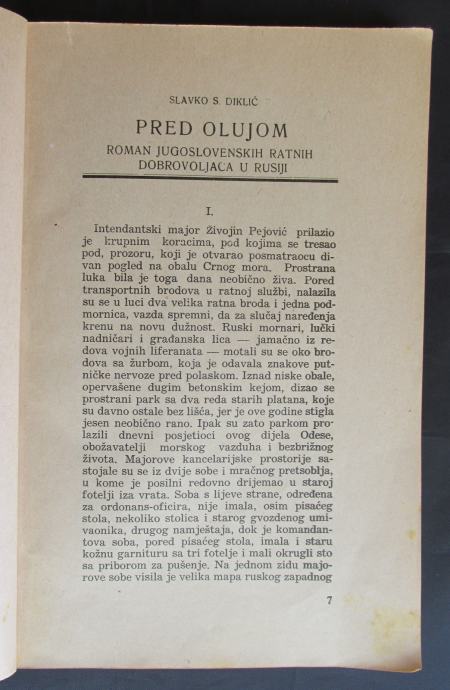 SLAVKO S. DIKLIĆ
PRED OLUJOM
ROMAN JUGOSLOVENSKIH RATNIH
DOBROVOLJACA U RUSIJI
I.
Intendantski major Živojin Pejović prilazio
je krupnim koracima, pod kojima se tresao
pod, prozoru, koji je otvarao posmatraocu di-
van pogled na obalu Crnog mora. Prostrana
luka bila je toga dana neobično živa. Pored
transportnih brodova u ratnoj službi, nalazila
su se u luci dva velika ratna broda i jedna pod-
mornica, vazda spremni, da za slučaj naređenja
krenu na novu dužnost. Ruski mornari, lučki
nadničari i građanska lica — jamačno iz re-
dova vojnih liferanata — motali su se oko bro-
dova sa žurbom, koja je odavala znakove put-
ničke nervoze pred polaskom. Iznad niske obale,
opervašene dugim betonskim kejom, dizao se
prostrani park sa dva reda starih platana, koje
su davno ostale bez lišća, jer je ove godine stigla
jesen neobično rano. Ipak su zato parkom pro-
lazili dnevni posjetioci ovog dijela Odese,
obožavatelji morskog vazduha i bezbrižnog
života. Majorove kancelarijske prostorije sa-
stojale su se iz dvije sobe i mračnog pretsoblja,
u kome je posilni redovno drijemao u staroj
fotelji iza vrata. Soba s lijeve strane, određena
za ordonans-oficira, nije imala, osim pisaćeg
stola, nekoliko stolica i starog gvozdenog umi-
vaonika, drugog namještaja, dok je komandan-
tova soba, pored pisaćeg stola, imala i staru
kožnu garnituru sa tri fotelje i mali okrugli sto
sa priborom za pušenje. Na jednom zidu majo-
rove sobe visila je velika mapa ruskog zapadnog
7